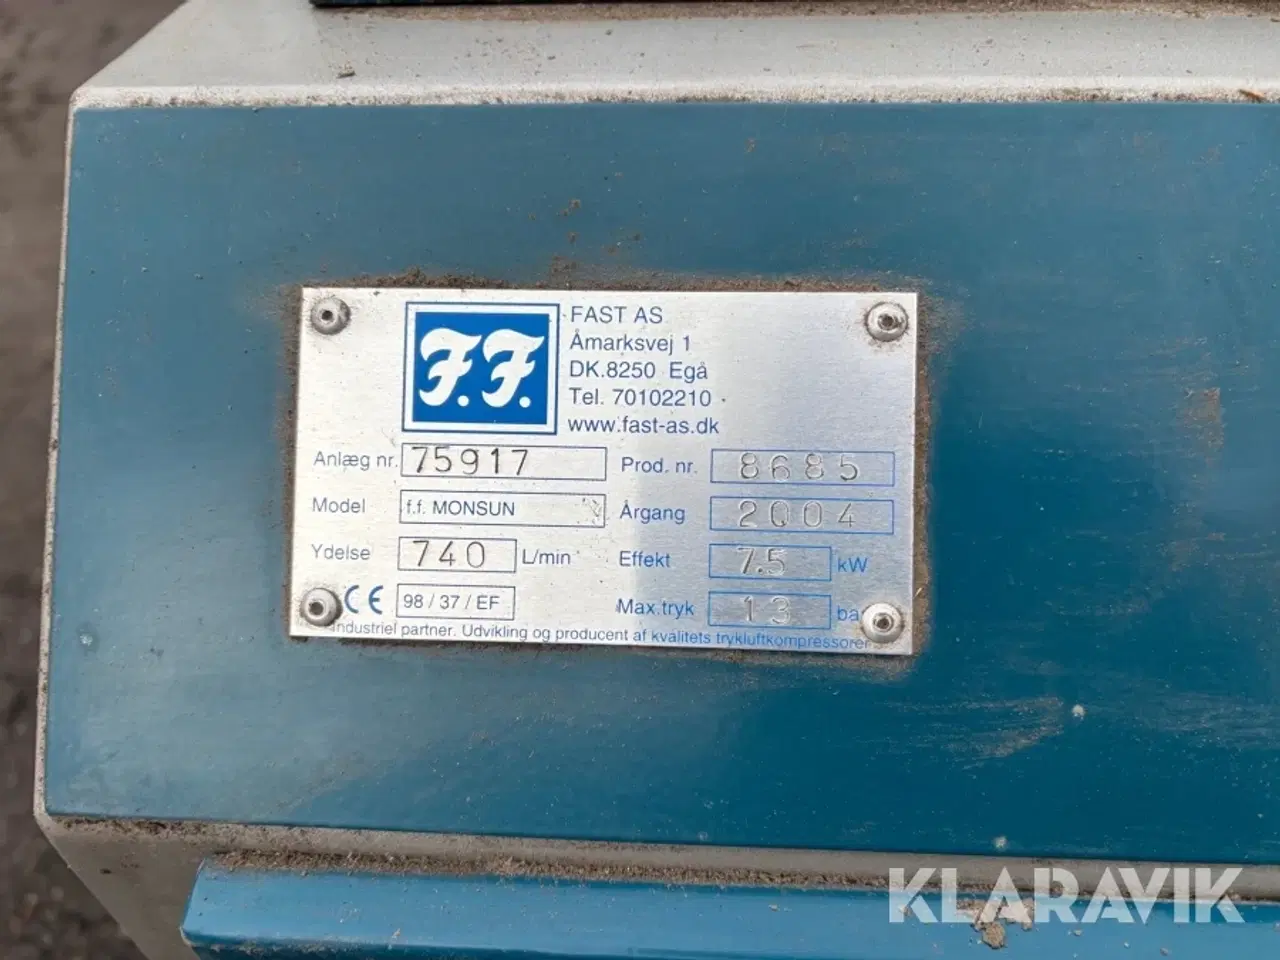 F.F.
FAST AS
Åmarksvej 1
DK.8250 Egå
Tel. 70102210
www.fast-as.dk
Anlæg nr. 75917 Prod. nr. 8685
Model f.f. MONSUN Årgang 2004
Ydelse 740 L/min Effekt 7.5 kW
CE 98 / 37 / EF Max.tryk 13 ba
industriel partner. Udvikling og producent af kvalitets trykluftkompressorer
KLARAVIK